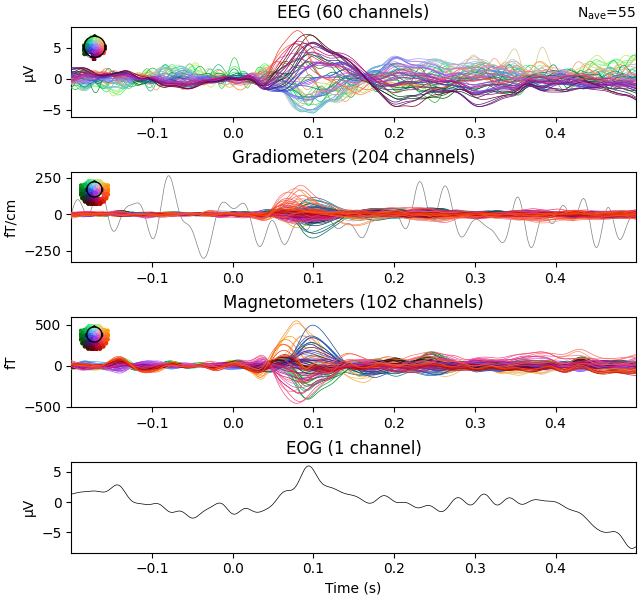 EEG (60 channels)
Nave=55
5
0
−5
µV
−0.1 0.0 0.1 0.2 0.3 0.4
Gradiometers (204 channels)
250
0
−250
fT/cm
−0.1 0.0 0.1 0.2 0.3 0.4
Magnetometers (102 channels)
500
0
−500
fT
−0.1 0.0 0.1 0.2 0.3 0.4
EOG (1 channel)
5
0
−5
µV
−0.1 0.0 0.1 0.2 0.3 0.4
Time (s)